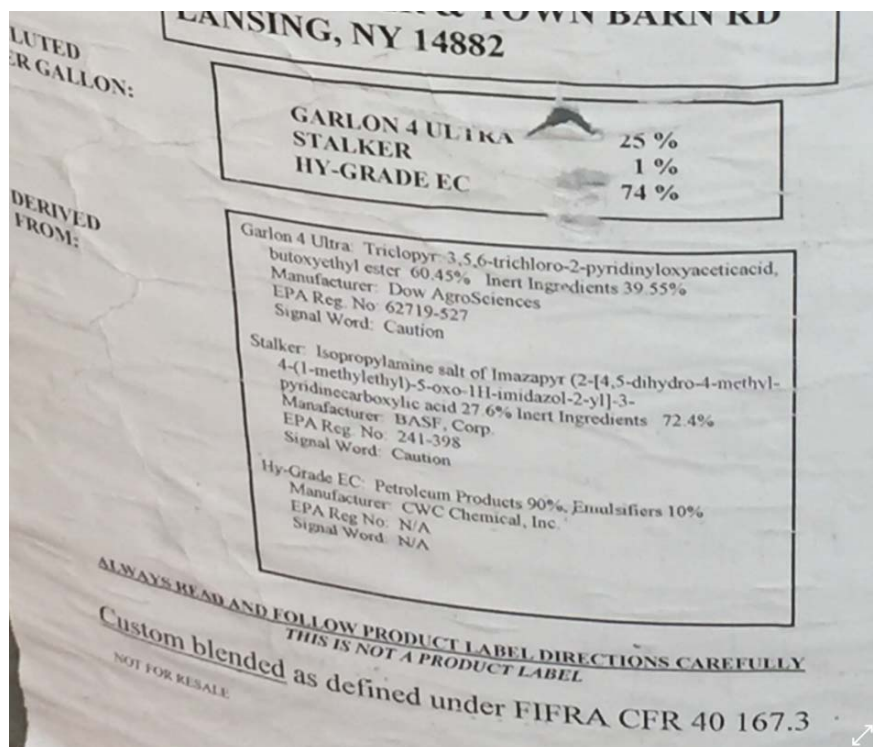 & TOWN BARN RD
LANSING, NY 14882
LUTED
ER GALLON:
GARLON 4 ULTRA 25 %
STALKER 1 %
HY-GRADE EC 74 %
DERIVED
FROM:
Garlon 4 Ultra: Triclopyr: 3,5,6-trichloro-2-pyridinyloxyaceticacid,
butoxyethyl ester 60.45% Inert Ingredients 39.55%
Manufacturer: Dow AgroSciences
EPA Reg. No: 62719-527
Signal Word: Caution
Stalker: Isopropylamine salt of Imazapyr (2-[4,5-dihydro-4-methyl-
4-(1-methylethyl)-5-oxo-1H-imidazol-2-yl]-3-
pyridinecarboxylic acid 27.6% Inert Ingredients 72.4%
Manafacturer: BASF, Corp.
EPA Reg. No: 241-398
Signal Word: Caution
Hy-Grade EC: Petroleum Products 90%, Emulsifiers 10%
Manufacturer: CWC Chemical, Inc.
EPA Reg No: N/A
Signal Word: N/A
ALWAYS READ AND FOLLOW PRODUCT LABEL DIRECTIONS CAREFULLY
THIS IS NOT A PRODUCT LABEL
Custom blended as defined under FIFRA CFR 40 167.3
NOT FOR RESALE